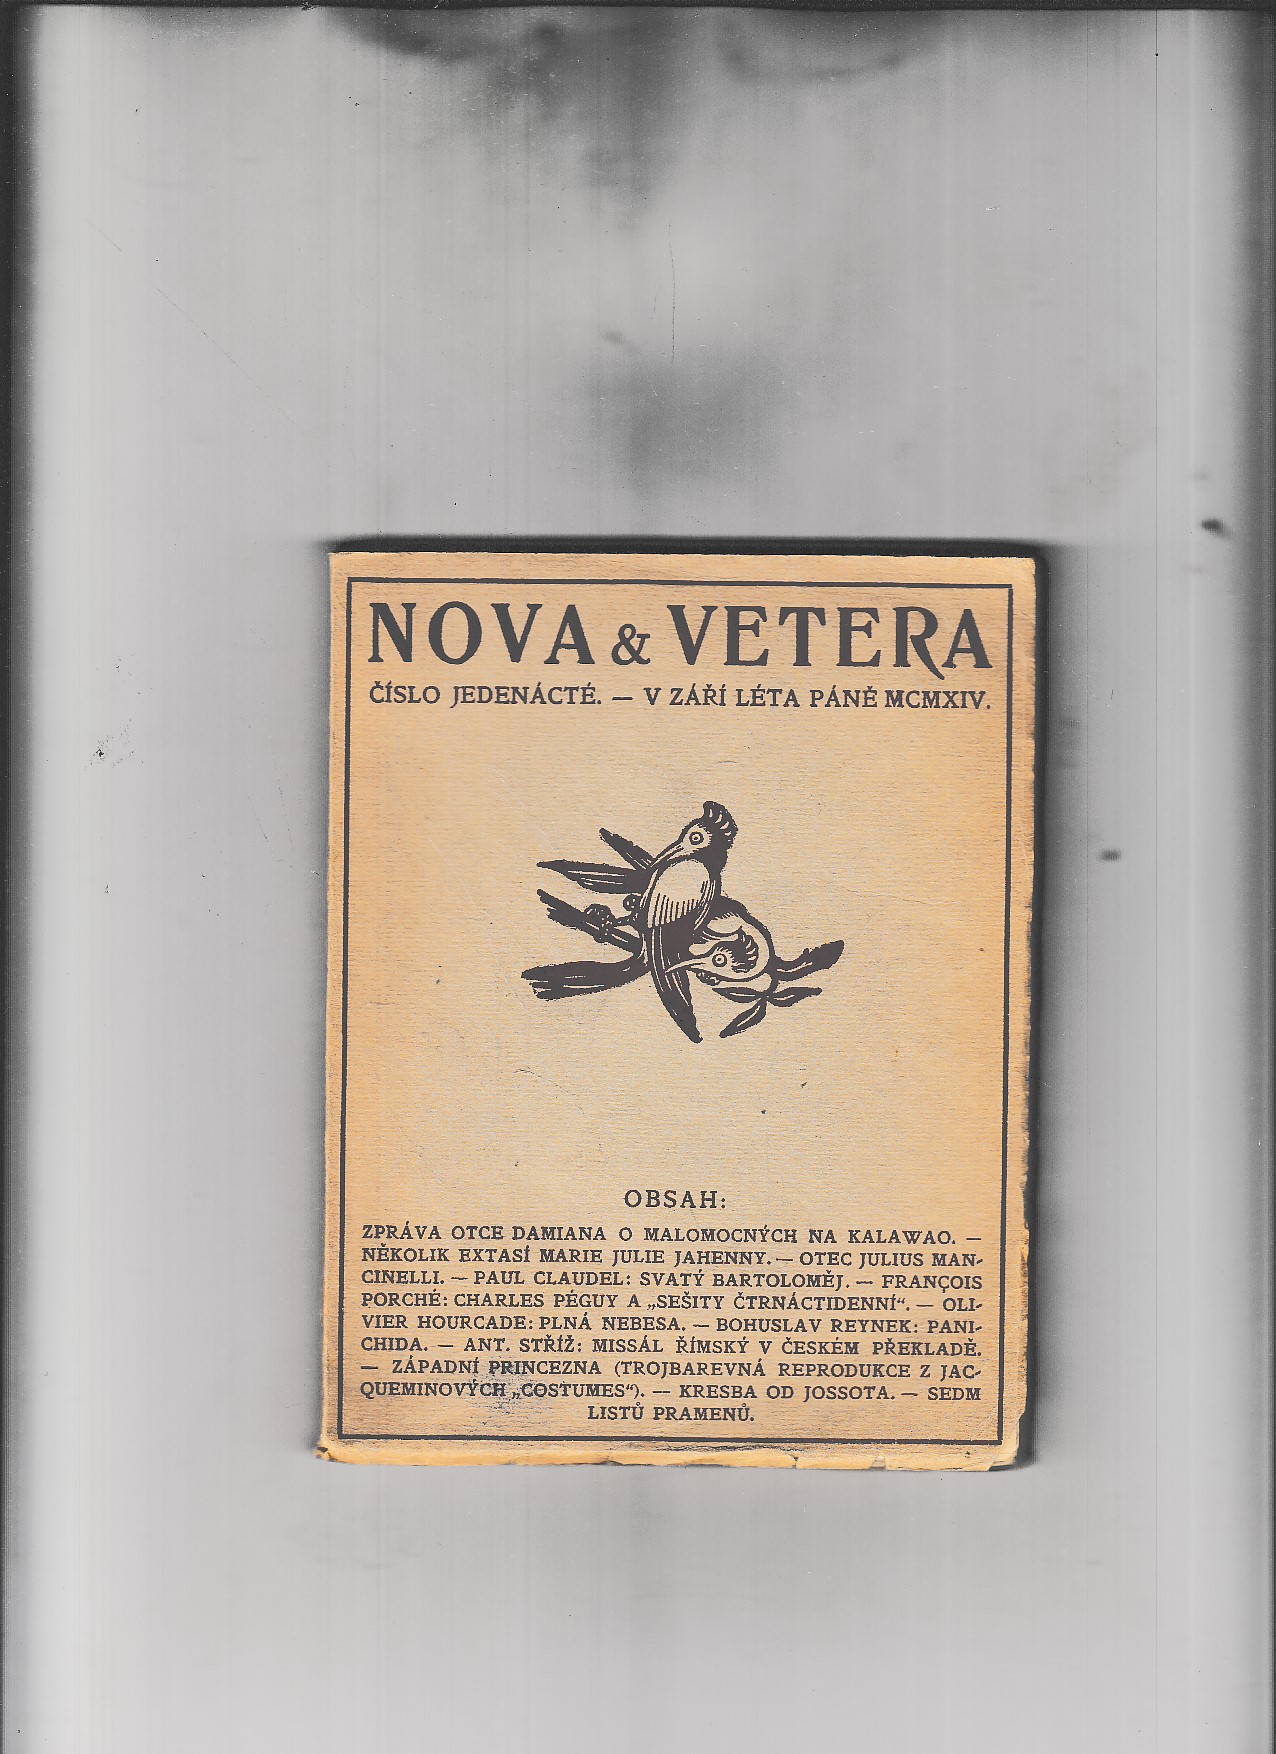 NOVA & VETERA
ČÍSLO JEDENÁCTÉ. — V ZÁŘÍ LÉTA PÁNĚ MCMXIV.
OBSAH:
ZPRÁVA OTCE DAMIANA O MALOMOCNÝCH NA KALAWAO. —
NĚKOLIK EXTASÍ MARIE JULIE JAHENNY. — OTEC JULIUS MAN-
CINELLI. — PAUL CLAUDEL: SVATÝ BARTOLOMĚJ. — FRANÇOIS
PORCHÉ: CHARLES PÉGUY A „SEŠITY ČTRNÁCTIDENNÍ“. — OLI-
VIER HOURCADE: PLNÁ NEBESA. — BOHUSLAV REYNEK: PANI-
CHIDA. — ANT. STŘÍŽ: MISSÁL ŘÍMSKÝ V ČESKÉM PŘEKLADĚ.
— ZÁPADNÍ PRINCEZNA (TROJBAREVNÁ REPRODUKCE Z JAC-
QUEMINOVÝCH „COSTUMES“). — KRESBA OD JOSSOTA. — SEDM
LISTŮ PRAMENŮ.